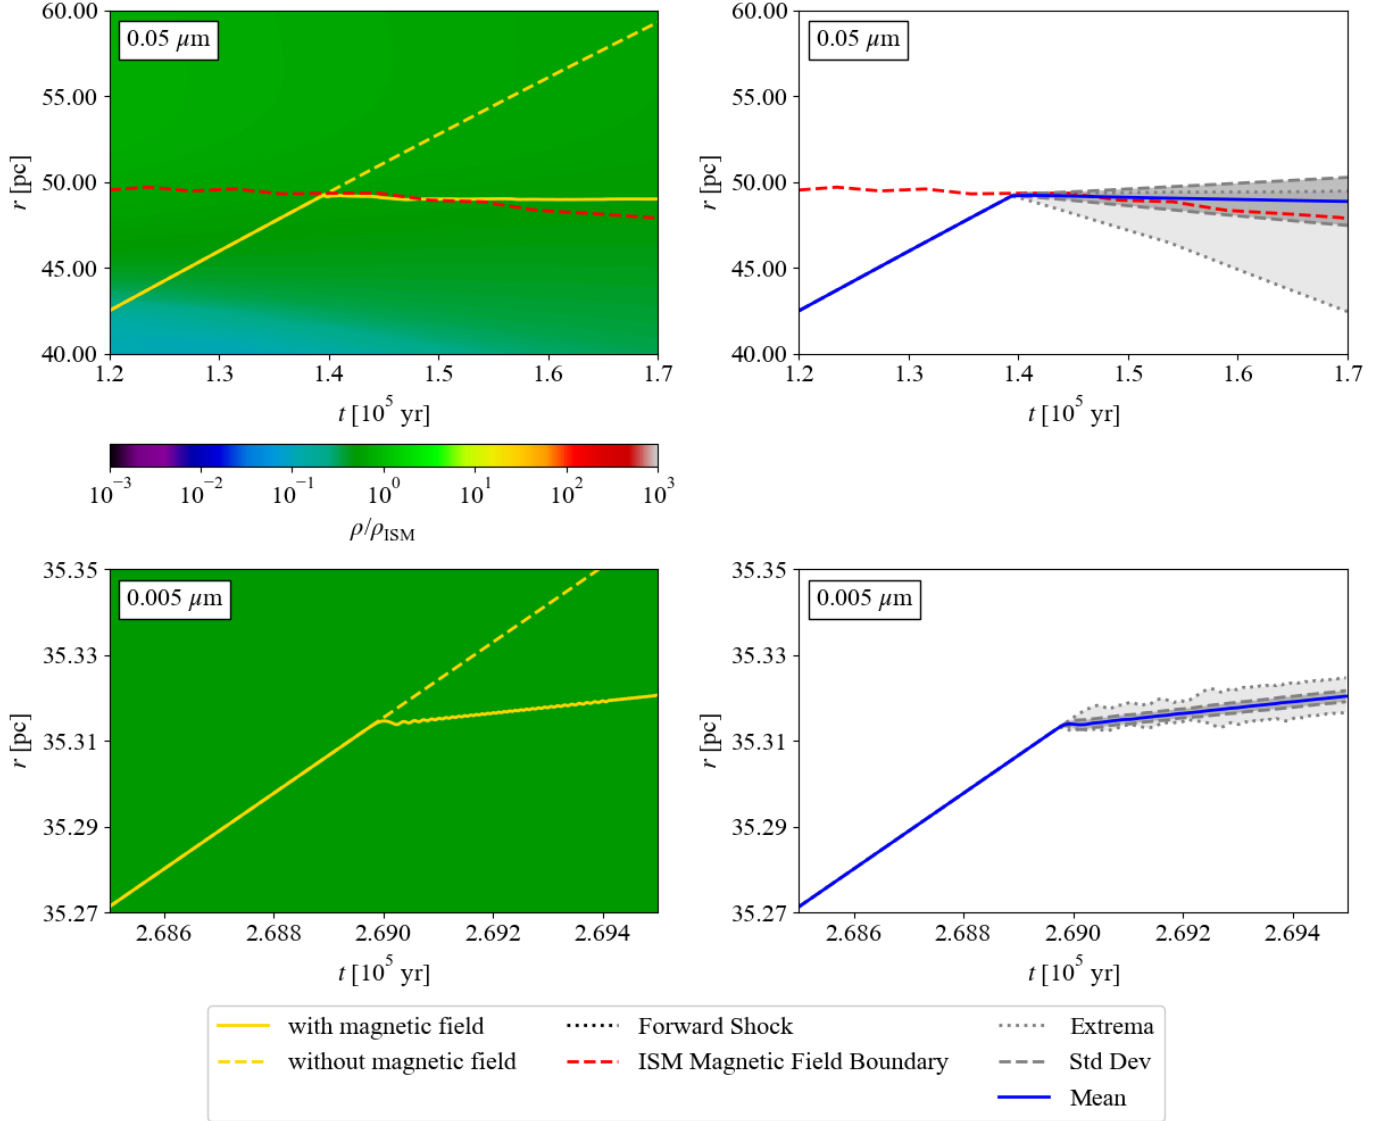 0.05 μm
60.00
55.00
50.00
45.00
40.00
r [pc]
1.2 1.3 1.4 1.5 1.6 1.7
t [10^5 yr]
0.05 μm
60.00
55.00
50.00
45.00
40.00
r [pc]
1.2 1.3 1.4 1.5 1.6 1.7
t [10^5 yr]
10^−3 10^−2 10^−1 10^0 10^1 10^2 10^3
ρ/ρ_ISM
0.005 μm
35.35
35.33
35.31
35.29
35.27
r [pc]
2.686 2.688 2.690 2.692 2.694
t [10^5 yr]
0.005 μm
35.35
35.33
35.31
35.29
35.27
r [pc]
2.686 2.688 2.690 2.692 2.694
t [10^5 yr]
with magnetic field
without magnetic field
Forward Shock
ISM Magnetic Field Boundary
Extrema
Std Dev
Mean